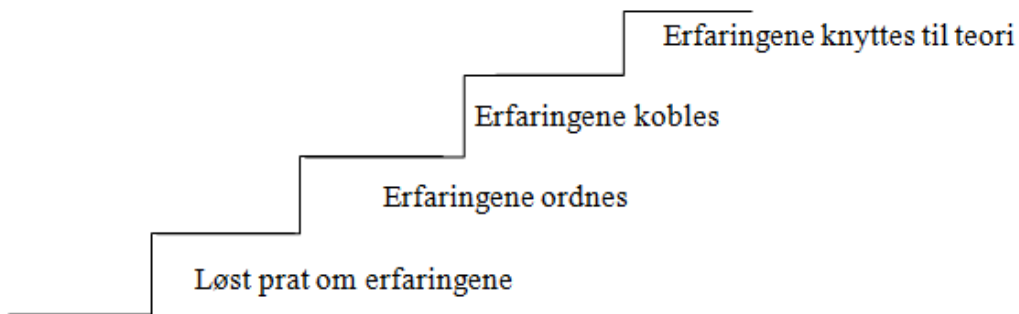 Erfaringene knyttes til teori
Erfaringene kobles
Erfaringene ordnes
Løst prat om erfaringene